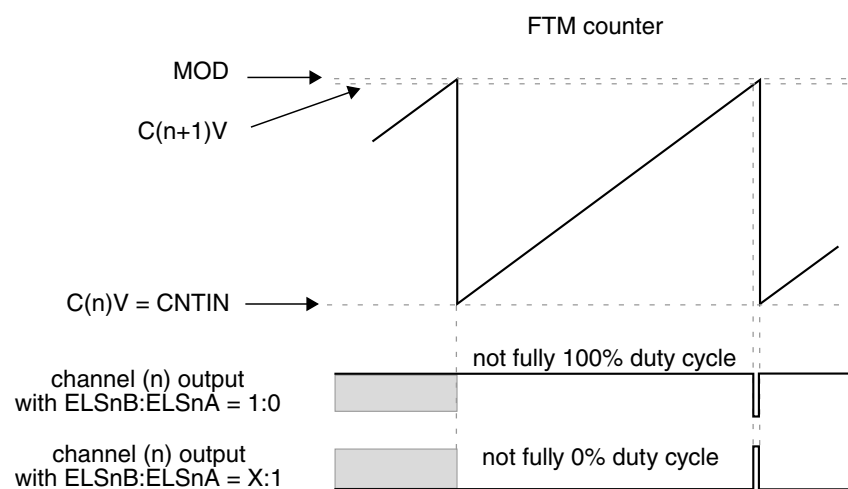 FTM counter
MOD
C(n+1)V
C(n)V = CNTIN
not fully 100% duty cycle
channel (n) output
with ELSnB:ELSnA = 1:0
channel (n) output
with ELSnB:ELSnA = X:1
not fully 0% duty cycle